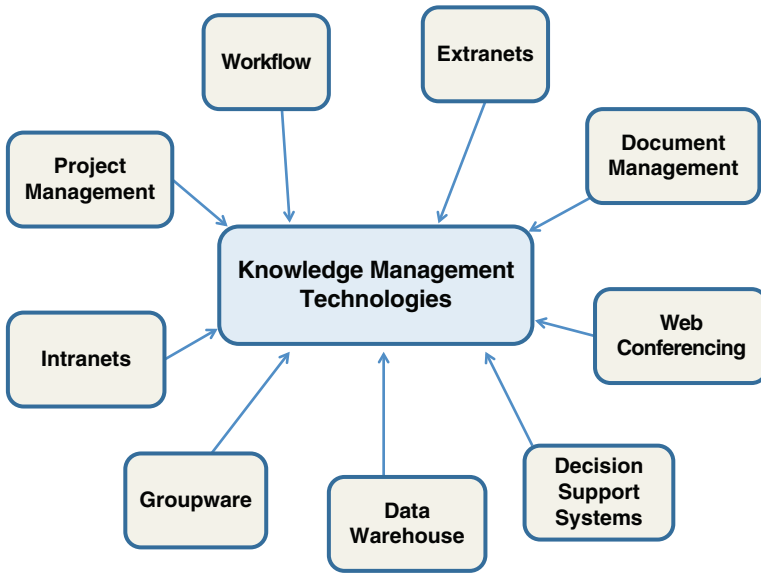 Workflow
Extranets
Project
Management
Document
Management
Knowledge Management
Technologies
Intranets
Web
Conferencing
Groupware
Data
Warehouse
Decision
Support
Systems